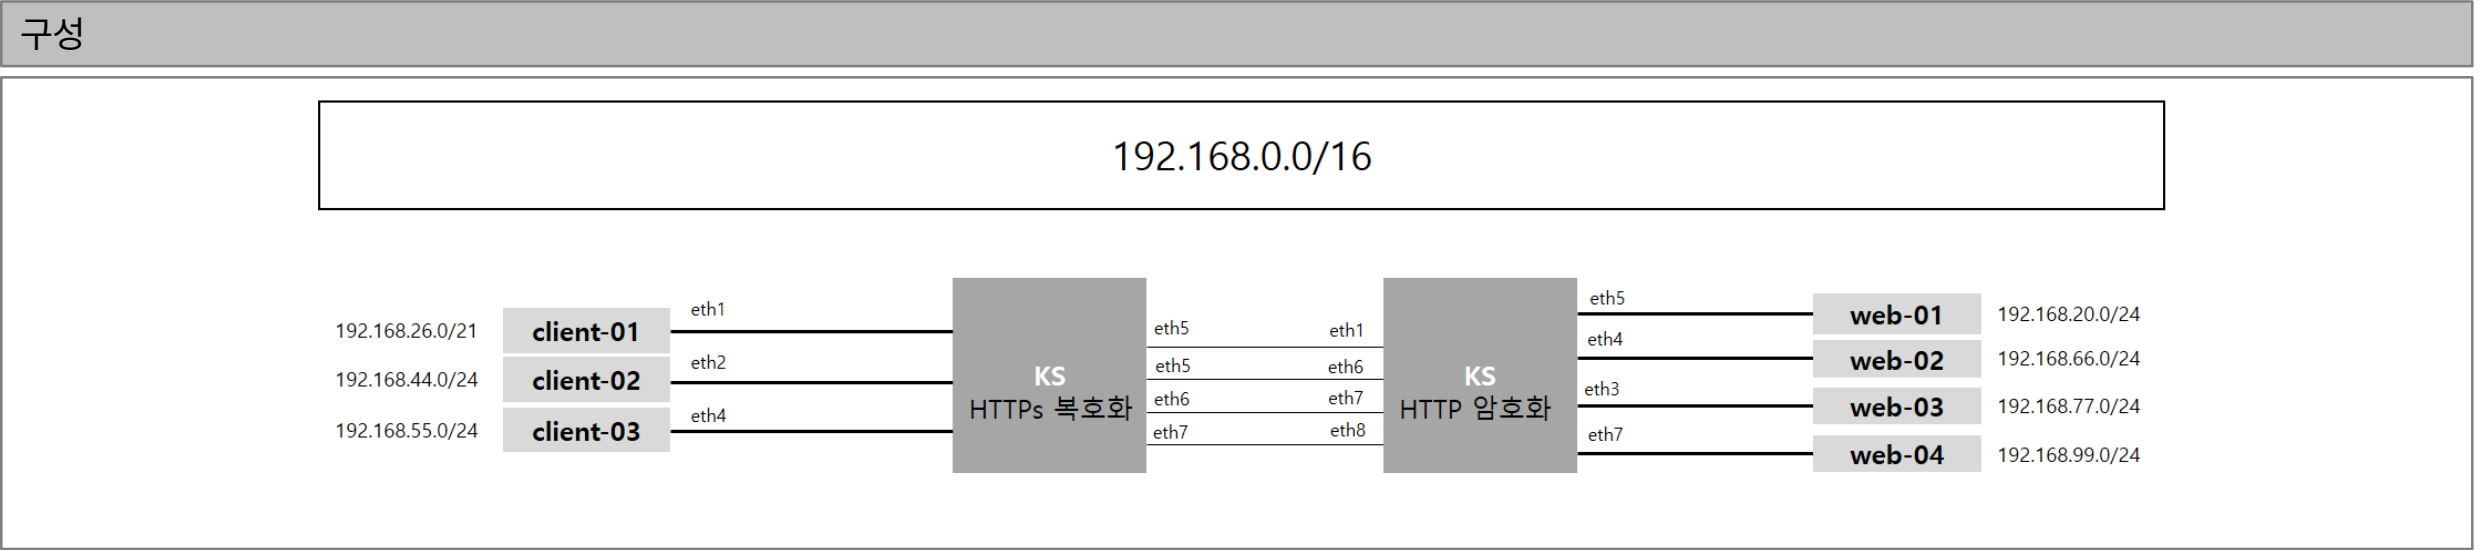 구성
192.168.0.0/16
192.168.26.0/21
client-01
eth1
192.168.44.0/24
client-02
eth2
192.168.55.0/24
client-03
eth4
KS
HTTPs 복호화
eth5
eth5
eth6
eth7
eth1
eth6
eth7
eth8
KS
HTTP 암호화
eth5
web-01
192.168.20.0/24
eth4
web-02
192.168.66.0/24
eth3
web-03
192.168.77.0/24
eth7
web-04
192.168.99.0/24